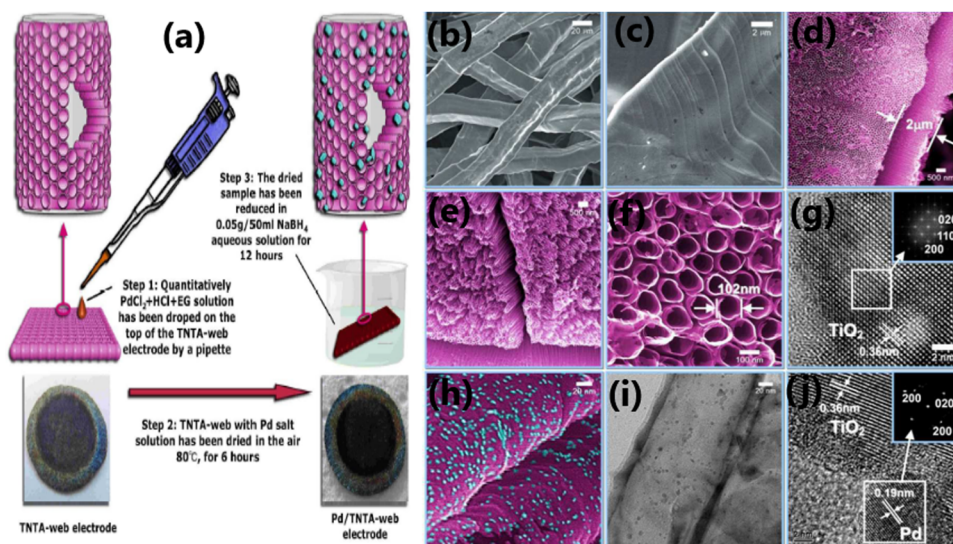 (a)
Step 3: The dried
sample has been
reduced in
0.05g/50ml NaBH₄
aqueous solution for
12 hours
Step 1: Quantitatively
PdCl₂+HCl+EG solution
has been droped on the
top of the TNTA-web
electrode by a pipette
Step 2: TNTA-web with Pd salt
solution has been dried in the air
80℃, for 6 hours
TNTA-web electrode
Pd/TNTA-web
electrode
(b)
20 μm
(c)
2 μm
(d)
2μm
500 nm
(e)
500 nm
(f)
102nm
100 nm
(g)
020
110
200
TiO₂
0.36nm
2 nm
(h)
20 nm
(i)
20 nm
(j)
0.36nm
TiO₂
200
020
200
0.19nm
Pd